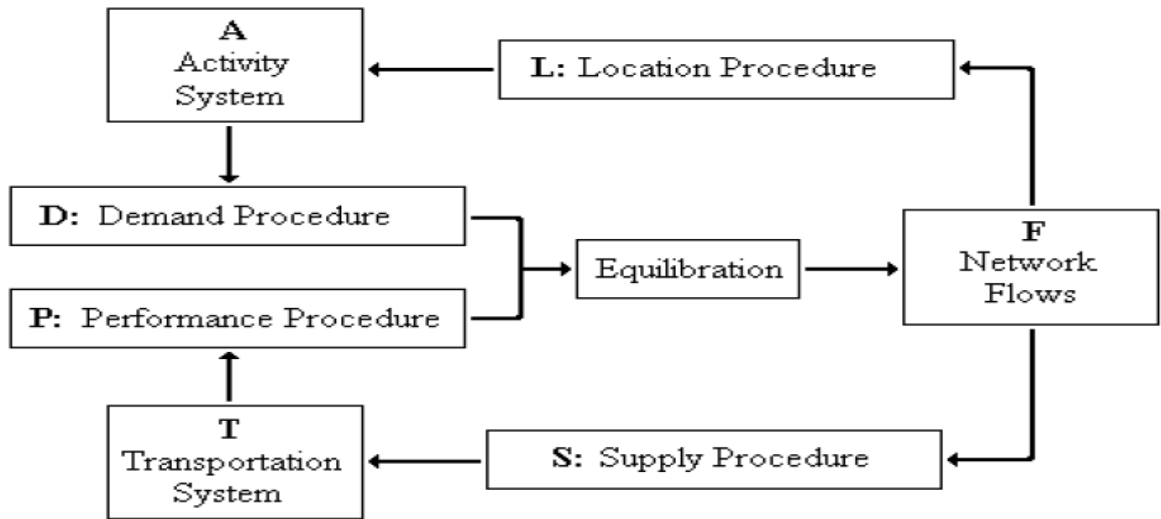 A
Activity
System
L: Location Procedure
D: Demand Procedure
P: Performance Procedure
Equilibration
F
Network
Flows
T
Transportation
System
S: Supply Procedure